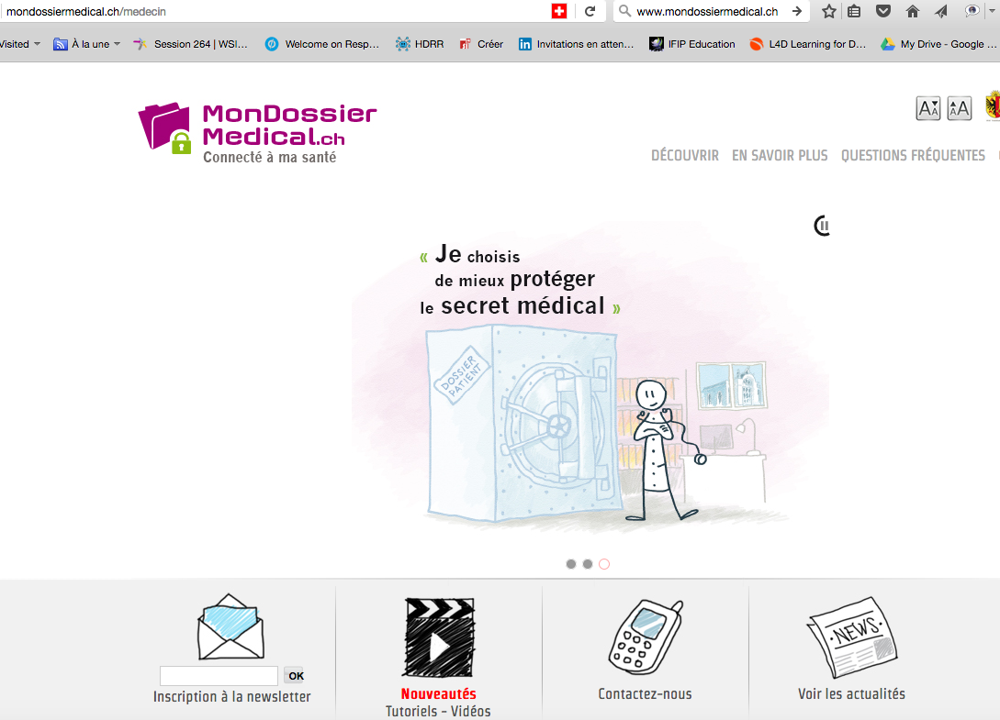 mondossiermedical.ch/medecin
www.mondossiermedical.ch
Visited
À la une
Session 264 | WSI...
Welcome on Resp...
HDRR
Créer
Invitations en atten...
IFIP Education
L4D Learning for D...
My Drive - Google ...
MonDossier
Medical.ch
Connecté à ma santé
A A
DÉCOUVRIR EN SAVOIR PLUS QUESTIONS FRÉQUENTES
« Je choisis
de mieux protéger
le secret médical »
DOSSIER
PATIENT
NEWS
OK
Inscription à la newsletter
Nouveautés
Tutoriels - Vidéos
Contactez-nous
Voir les actualités